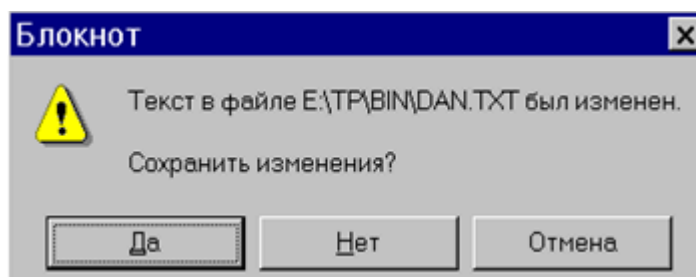 Блокнот
Текст в файле E:\TP\BIN\DAN.TXT был изменен.
Сохранить изменения?
Да Нет Отмена